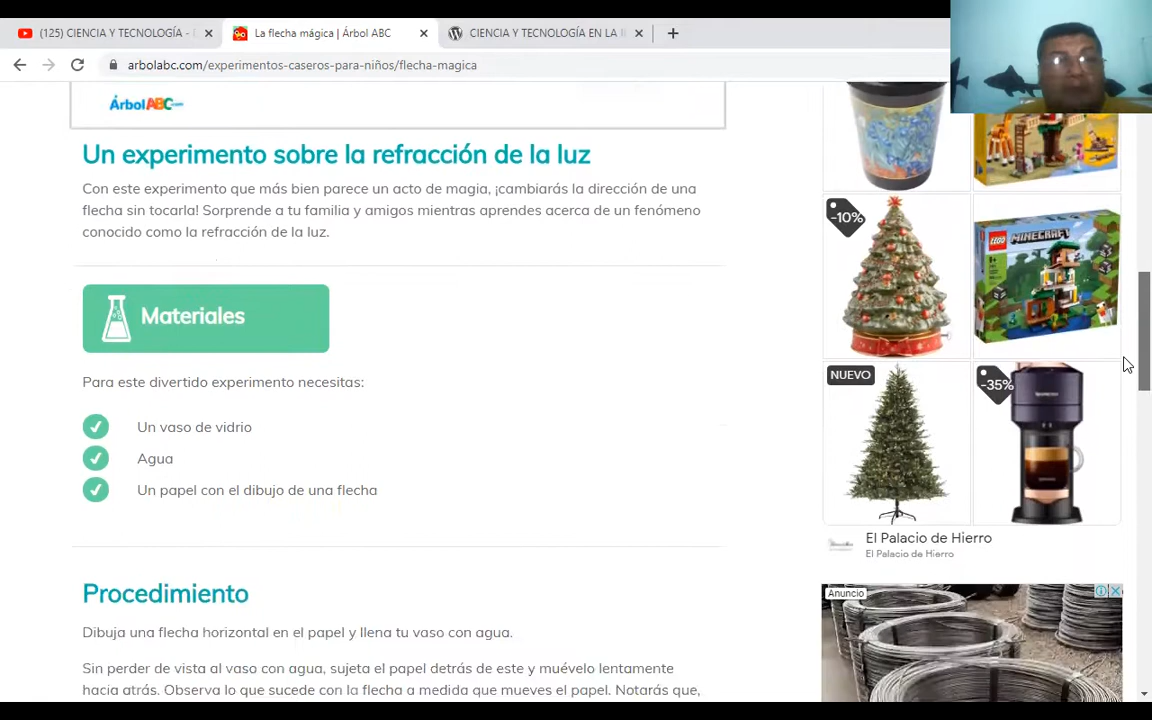 (125) CIENCIA Y TECNOLOGÍA -
La flecha mágica | Árbol ABC
CIENCIA Y TECNOLOGÍA EN LA
arbolabc.com/experimentos-caseros-para-niños/flecha-magica
ÁrbolABC.com
Un experimento sobre la refracción de la luz
Con este experimento que más bien parece un acto de magia, ¡cambiarás la dirección de una
flecha sin tocarla! Sorprende a tu familia y amigos mientras aprendes acerca de un fenómeno
conocido como la refracción de la luz.
Materiales
Para este divertido experimento necesitas:
Un vaso de vidrio
Agua
Un papel con el dibujo de una flecha
Procedimiento
Dibuja una flecha horizontal en el papel y llena tu vaso con agua.
Sin perder de vista al vaso con agua, sujeta el papel detrás de este y muévelo lentamente
hacia atrás. Observa lo que sucede con la flecha a medida que mueves el papel. Notarás que,
-10%
LEGO MINECRAFT
NUEVO
-35%
El Palacio de Hierro
El Palacio de Hierro
Anuncio